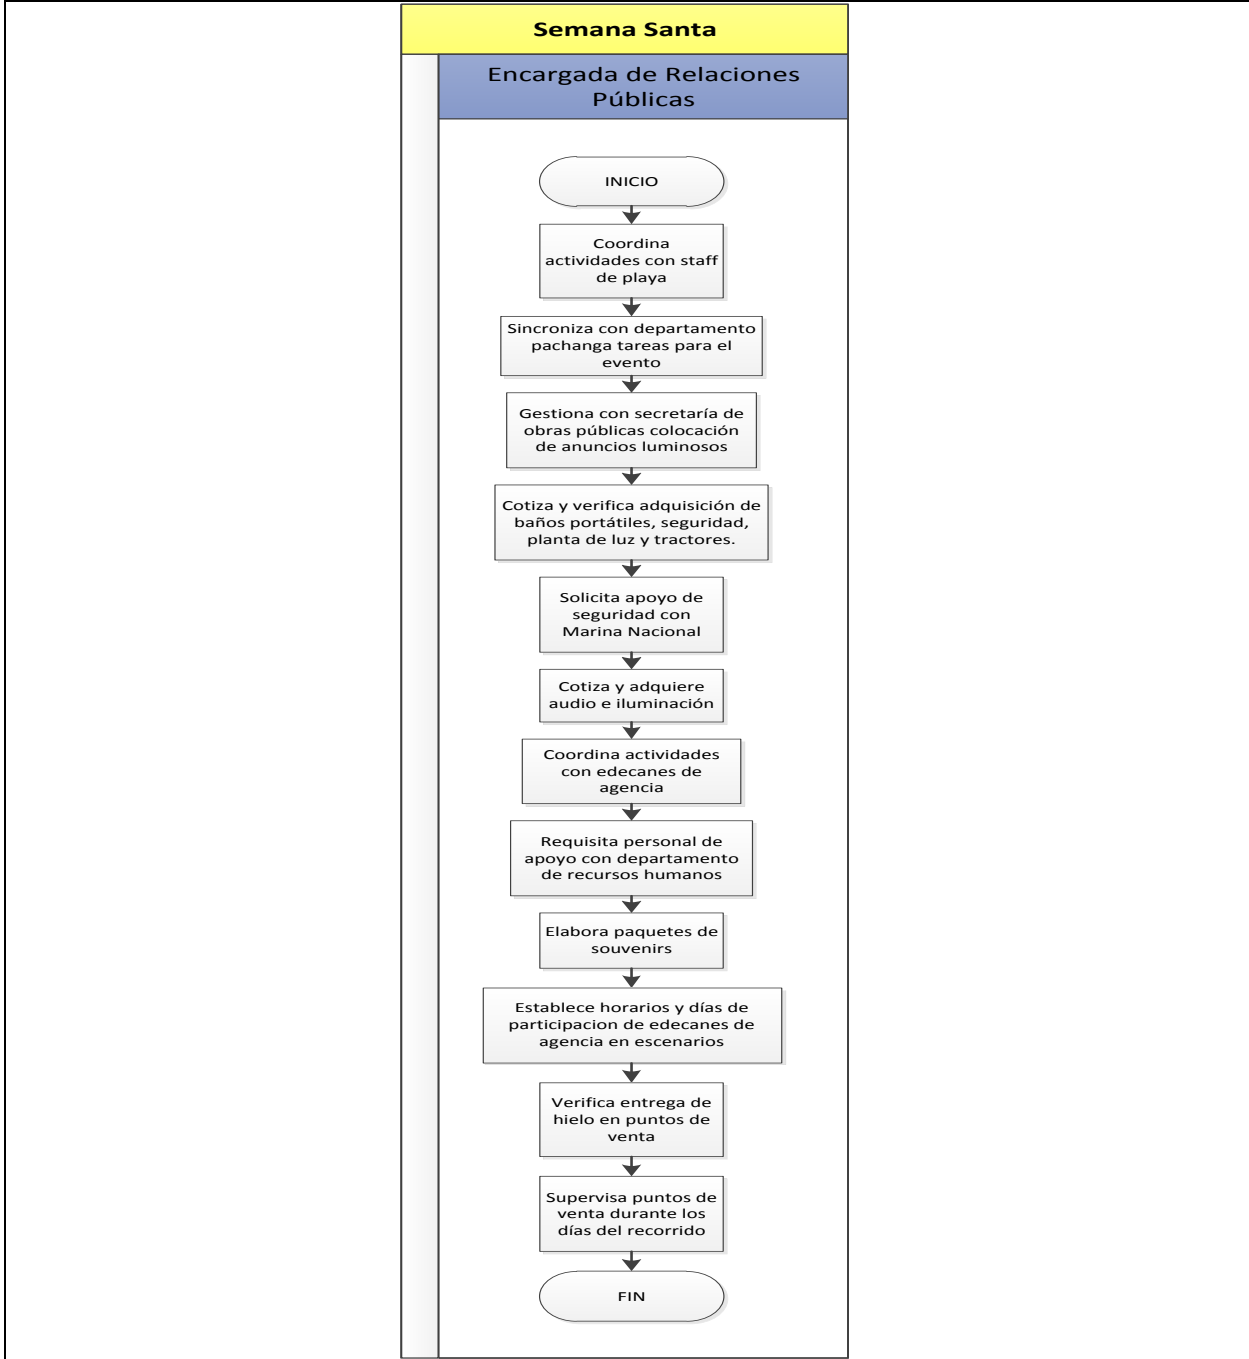 Semana Santa
Encargada de Relaciones
Públicas
INICIO
Coordina
actividades con staff
de playa
Sincroniza con departamento
pachanga tareas para el
evento
Gestiona con secretaría de
obras públicas colocación
de anuncios luminosos
Cotiza y verifica adquisición de
baños portátiles, seguridad,
planta de luz y tractores.
Solicita apoyo de
seguridad con
Marina Nacional
Cotiza y adquiere
audio e iluminación
Coordina actividades
con edecanes de
agencia
Requisita personal de
apoyo con departamento
de recursos humanos
Elabora paquetes de
souvenirs
Establece horarios y días de
participacion de edecanes de
agencia en escenarios
Verifica entrega de
hielo en puntos de
venta
Supervisa puntos de
venta durante los
días del recorrido
FIN